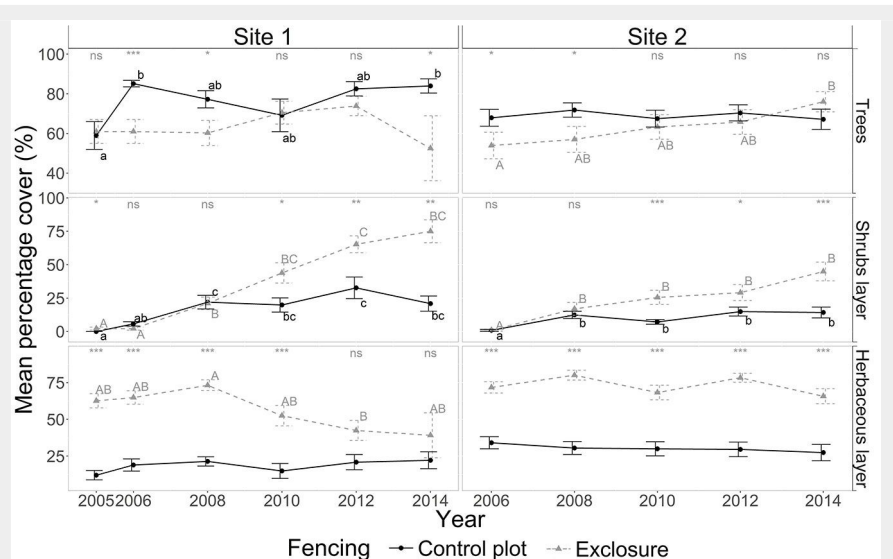 Site 1
Site 2
ns *** * ns ns *
* * ns ns ns
100
80
60
40
b ab ab b
a ab
B
A AB AB AB
Trees
* ns ns * ** **
ns ns *** * ***
100
75
50
25
0
BC C BC
A ab c
a A B bc c bc
A B B B B
a b b b b
Shrubs layer
*** *** *** *** ns ns
*** *** *** *** ***
75
50
25
AB AB A AB B AB
Herbaceous layer
2005 2006 2008 2010 2012 2014
2006 2008 2010 2012 2014
Mean percentage cover (%)
Year
Fencing Control plot Exclosure